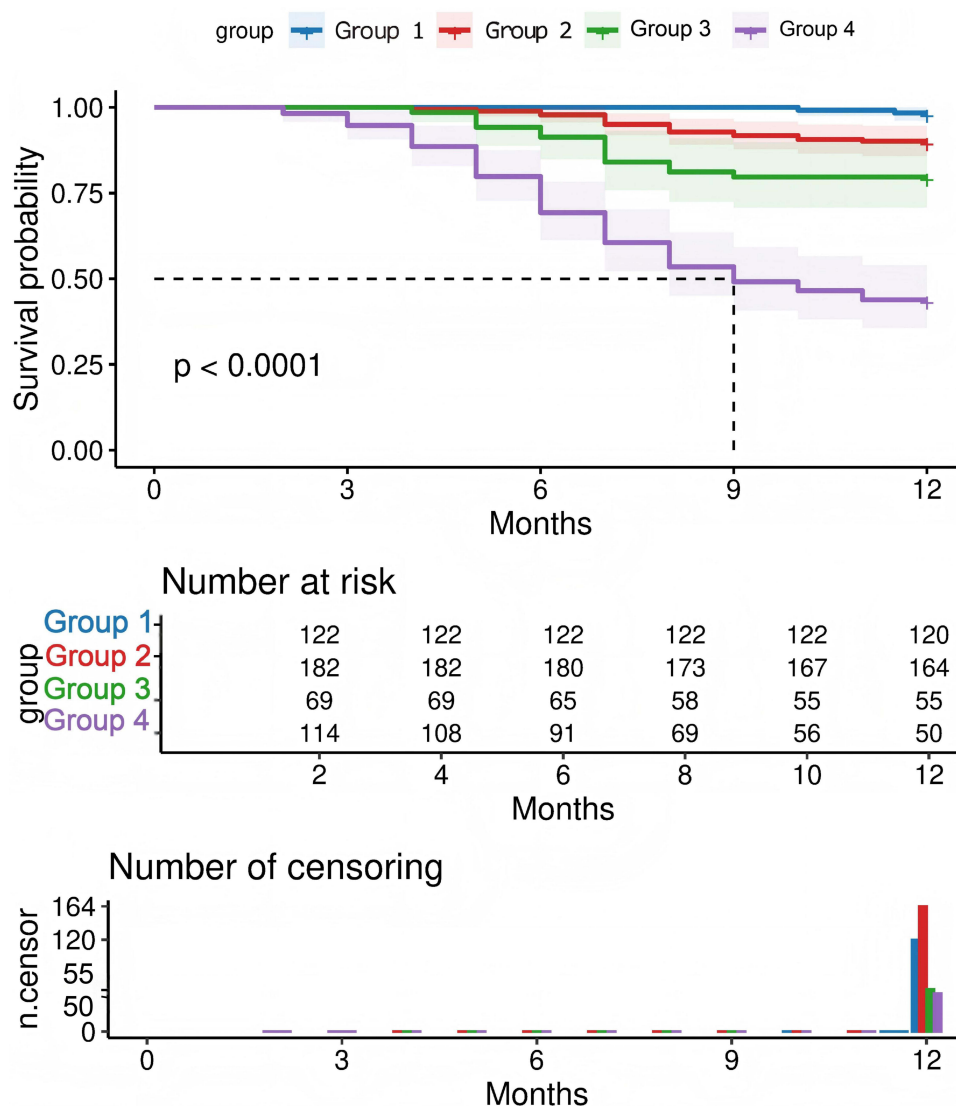 group Group 1 Group 2 Group 3 Group 4
Survival probability
1.00
0.75
0.50
0.25
0.00
p < 0.0001
0 3 6 9 12
Months
Number at risk
group
Group 1 122 122 122 122 122 120
Group 2 182 182 180 173 167 164
Group 3 69 69 65 58 55 55
Group 4 114 108 91 69 56 50
2 4 6 8 10 12
Months
Number of censoring
n.censor
164
120
55
50
0
0 3 6 9 12
Months